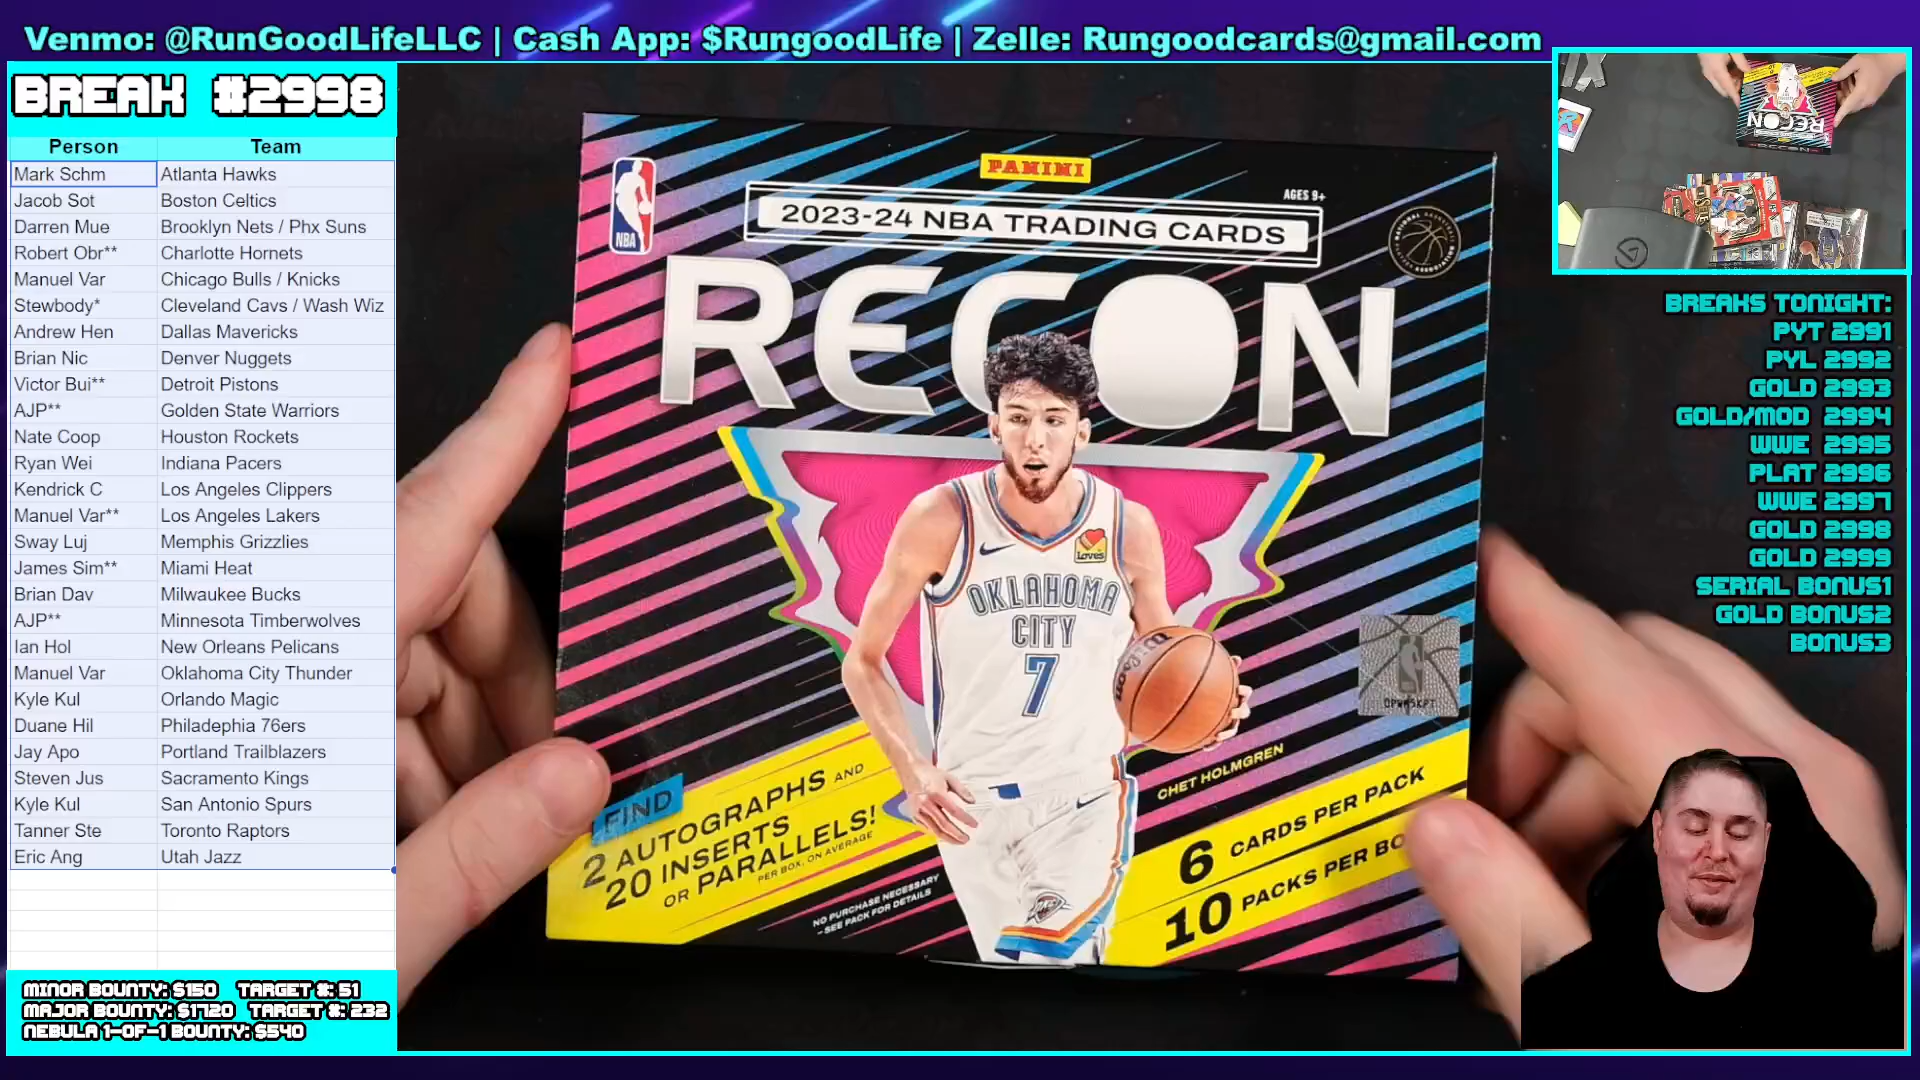 Venmo: @RunGoodLifeLLC | Cash App: $RungoodLife | Zelle: Rungoodcards@gmail.com
BREAK #2998
Person Team
Mark Schm Atlanta Hawks
Jacob Sot Boston Celtics
Darren Mue Brooklyn Nets / Phx Suns
Robert Obr** Charlotte Hornets
Manuel Var Chicago Bulls / Knicks
Stewbody* Cleveland Cavs / Wash Wiz
Andrew Hen Dallas Mavericks
Brian Nic Denver Nuggets
Victor Bui** Detroit Pistons
AJP** Golden State Warriors
Nate Coop Houston Rockets
Ryan Wei Indiana Pacers
Kendrick C Los Angeles Clippers
Manuel Var** Los Angeles Lakers
Sway Luj Memphis Grizzlies
James Sim** Miami Heat
Brian Dav Milwaukee Bucks
AJP** Minnesota Timberwolves
Ian Hol New Orleans Pelicans
Manuel Var Oklahoma City Thunder
Kyle Kul Orlando Magic
Duane Hil Philadephia 76ers
Jay Apo Portland Trailblazers
Steven Jus Sacramento Kings
Kyle Kul San Antonio Spurs
Tanner Ste Toronto Raptors
Eric Ang Utah Jazz
MINOR BOUNTY: $150 TARGET #: 51
MAJOR BOUNTY: $1720 TARGET #: 232
NEBULA 1-OF-1 BOUNTY: $540
PANINI
AGES 9+
2023-24 NBA TRADING CARDS
NBA
RECON
Loves
OKLAHOMA
CITY
7
CHET HOLMGREN
FIND
2 AUTOGRAPHS AND
20 INSERTS
OR PARALLELS!
PER BOX, ON AVERAGE
NO PURCHASE NECESSARY
– SEE PACK FOR DETAILS
6 CARDS PER PACK
10 PACKS PER BO
RECON
RECON
BREAKS TONIGHT:
PYT 2991
PYL 2992
GOLD 2993
GOLD/MOD 2994
WWE 2995
PLAT 2996
WWE 2997
GOLD 2998
GOLD 2999
SERIAL BONUS1
GOLD BONUS2
BONUS3